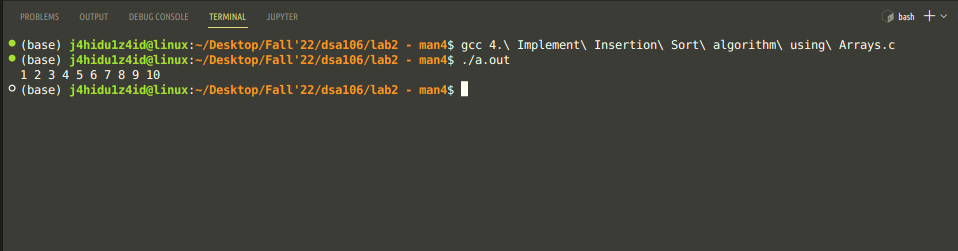 PROBLEMS OUTPUT DEBUG CONSOLE TERMINAL JUPYTER bash
(base) j4hidu1z4id@linux:~/Desktop/Fall'22/dsa106/lab2 - man4$ gcc 4.\ Implement\ Insertion\ Sort\ algorithm\ using\ Arrays.c
(base) j4hidu1z4id@linux:~/Desktop/Fall'22/dsa106/lab2 - man4$ ./a.out
1 2 3 4 5 6 7 8 9 10
(base) j4hidu1z4id@linux:~/Desktop/Fall'22/dsa106/lab2 - man4$